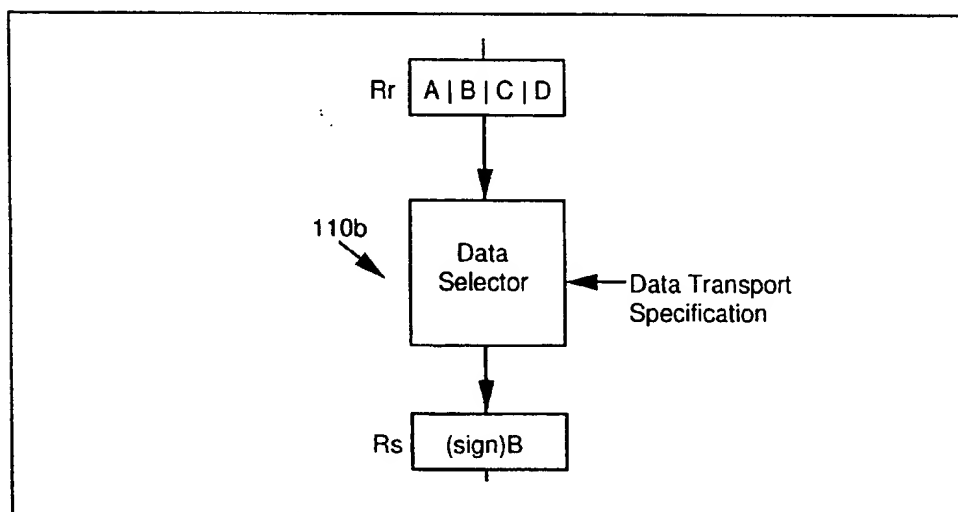 Rr A | B | C | D
110b
Data
Selector
Data Transport
Specification
Rs (sign)B